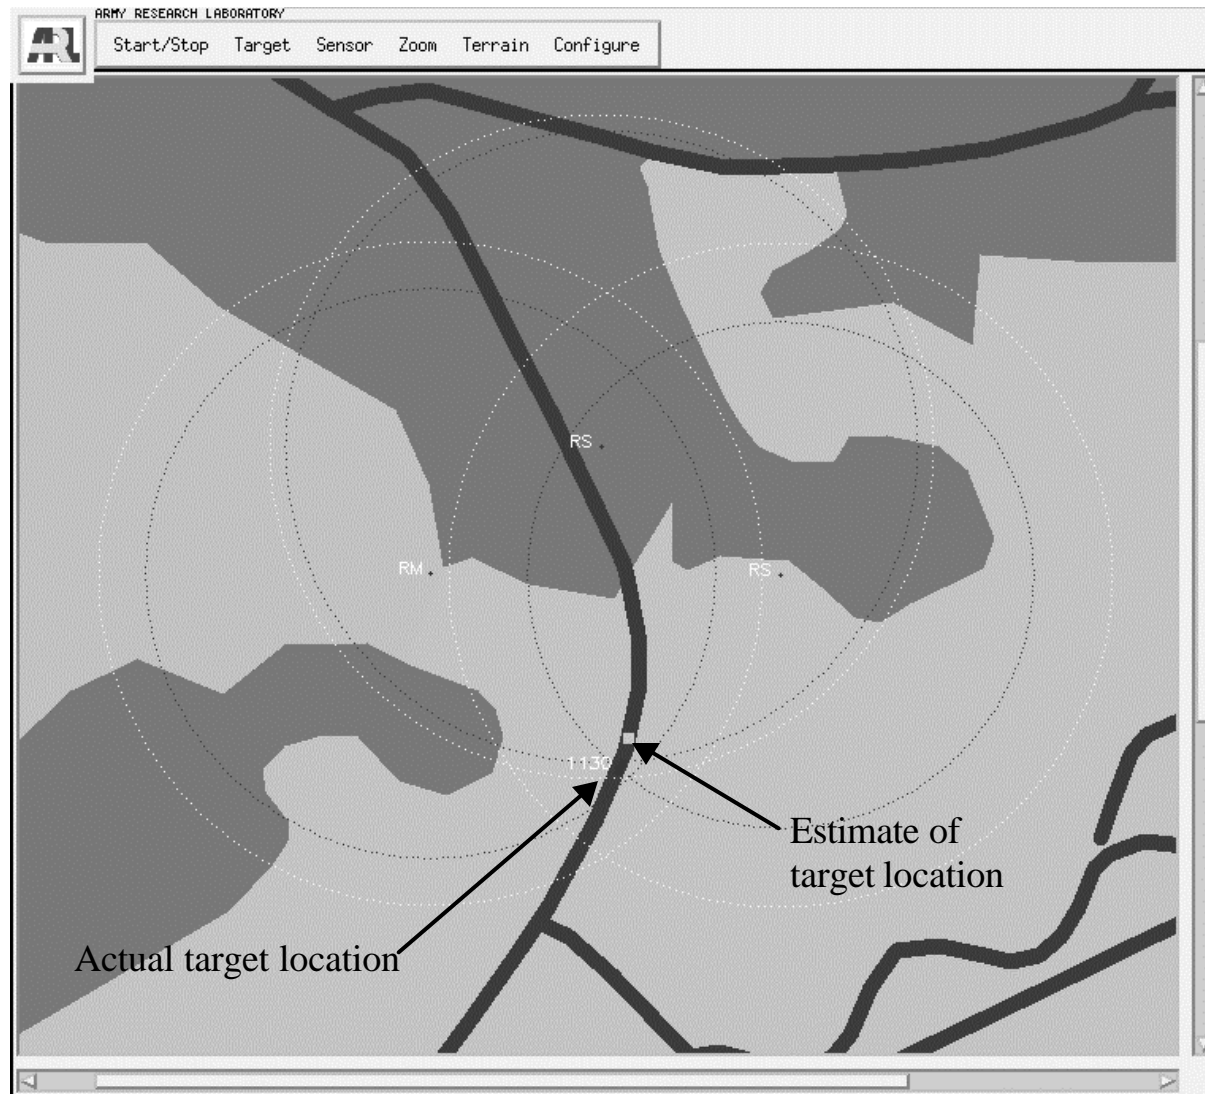 ARMY RESEARCH LABORATORY
ARL
Start/Stop Target Sensor Zoom Terrain Configure
RS
RM
RS
1130
Estimate of
target location
Actual target location